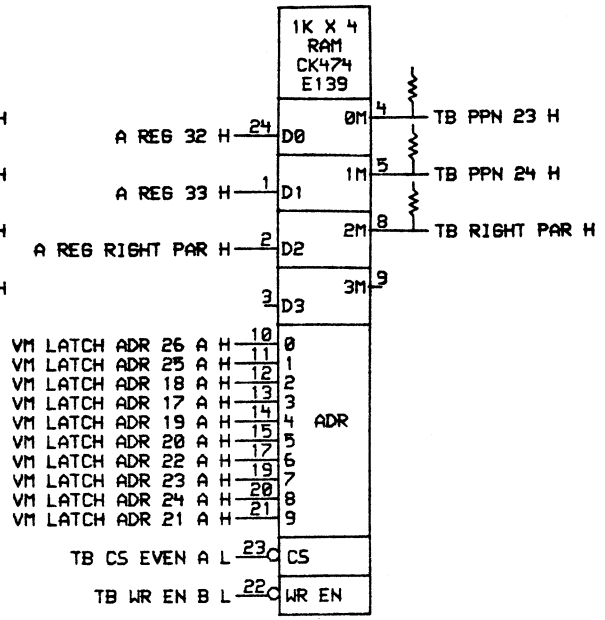 1K X 4
RAM
CK474
E139
H
A REG 32 H 24 D0 0M 4 TB PPN 23 H
H
A REG 33 H 1 D1 1M 5 TB PPN 24 H
H
A REG RIGHT PAR H 2 D2 2M 8 TB RIGHT PAR H
H
3 D3 3M 9
VM LATCH ADR 26 A H 10 0
VM LATCH ADR 25 A H 11 1
VM LATCH ADR 18 A H 12 2
VM LATCH ADR 17 A H 13 3
VM LATCH ADR 19 A H 14 4 ADR
VM LATCH ADR 20 A H 15 5
VM LATCH ADR 22 A H 17 6
VM LATCH ADR 23 A H 19 7
VM LATCH ADR 24 A H 20 8
VM LATCH ADR 21 A H 21 9
TB CS EVEN A L 23 CS
TB WR EN B L 22 WR EN